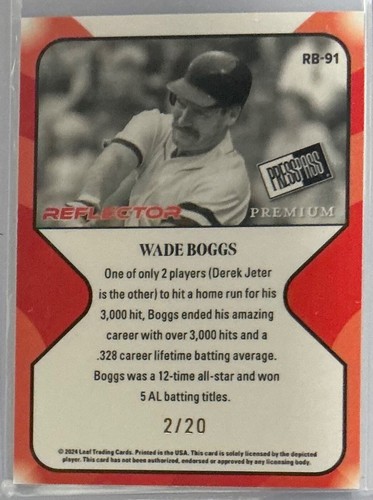 RB-91
PRESS PASS
REFLECTOR
PREMIUM
WADE BOGGS
One of only 2 players (Derek Jeter
is the other) to hit a home run for his
3,000 hit, Boggs ended his amazing
career with over 3,000 hits and a
.328 career lifetime batting average.
Boggs was a 12-time all-star and won
5 AL batting titles.
2/20
© 2024 Leaf Trading Cards. Printed in the USA. This card is solely licensed by the depicted
player. This card has not been authorized, endorsed or approved by any licensing body.